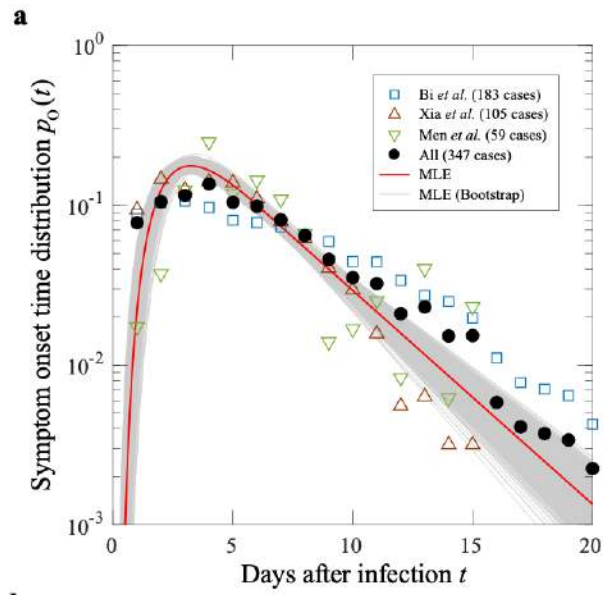 a
Symptom onset time distribution p_O(t)
10^0
10^-1
10^-2
10^-3
Bi et al. (183 cases)
Xia et al. (105 cases)
Men et al. (59 cases)
All (347 cases)
MLE
MLE (Bootstrap)
0 5 10 15 20
Days after infection t